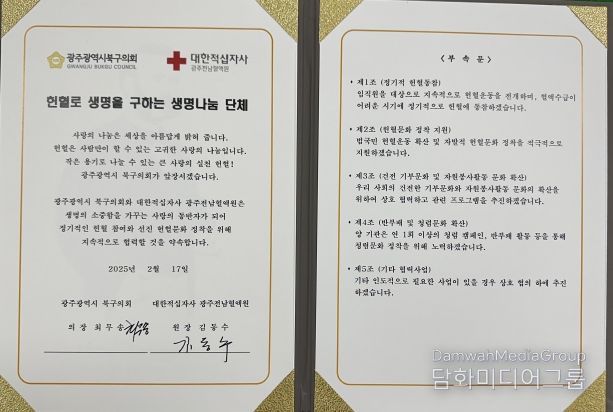 광주광역시북구의회
GWANGJU BUKGU COUNCIL
대한적십자사
광주전남혈액원
헌혈로 생명을 구하는 생명나눔 단체
사랑의 나눔은 세상을 아름답게 밝혀 줍니다.
헌혈은 사람만이 할 수 있는 고귀한 사랑의 나눔입니다.
작은 용기로 나눌 수 있는 큰 사랑의 실천 헌혈!
광주광역시 북구의회가 앞장서겠습니다.
광주광역시 북구의회와 대한적십자사 광주전남혈액원은
생명의 소중함을 가꾸는 사랑의 동반자가 되어
정기적인 헌혈 참여와 선진 헌혈문화 정착을 위해
지속적으로 협력할 것을 약속합니다.
2025년 2월 17일
광주광역시 북구의회 대한적십자사 광주전남혈액원
의 장 최 무 송 원 장 김 동 수
김 동 수
< 부 속 문 >
• 제1조 (정기적 헌혈동참)
임직원을 대상으로 지속적으로 헌혈운동을 전개하며, 혈액수급이
어려운 시기에 정기적으로 헌혈에 동참하겠습니다.
• 제2조 (헌혈문화 정착 지원)
범국민 헌혈운동 확산 및 자발적 헌혈문화 정착을 적극적으로
지원하겠습니다.
• 제3조 (건전 기부문화 및 자원봉사활동 문화 확산)
우리 사회의 건전한 기부문화와 자원봉사활동 문화의 확산을
위하여 상호 협력하고 관련 프로그램을 추진하겠습니다.
• 제4조 (반부패 및 청렴문화 확산)
양 기관은 연 1회 이상의 청렴 캠페인, 반부패 활동 등을 통해
청렴문화 정착을 위해 노력하겠습니다.
• 제5조 (기타 협력사업)
기타 인도적으로 필요한 사업이 있을 경우 상호 협의 하에 추진
하겠습니다.
DamwahMediaGroup
담화미디어그룹